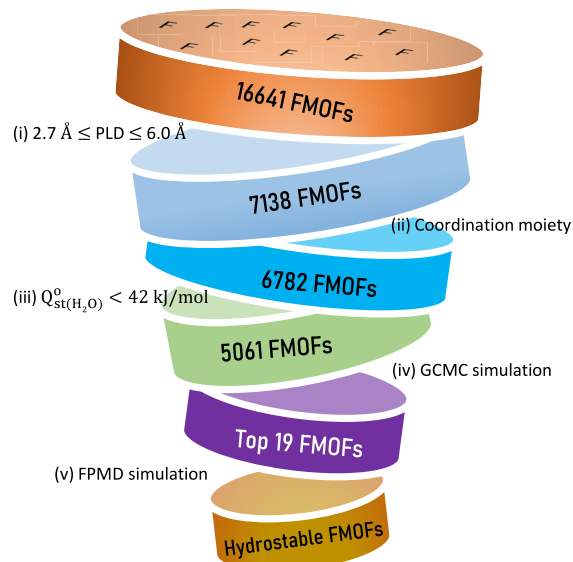 F F F F F F F F F F F
16641 FMOFs
(i) 2.7 Å ≤ PLD ≤ 6.0 Å
7138 FMOFs
(ii) Coordination moiety
6782 FMOFs
(iii) Q°st(H₂O) < 42 kJ/mol
5061 FMOFs
(iv) GCMC simulation
Top 19 FMOFs
(v) FPMD simulation
Hydrostable FMOFs